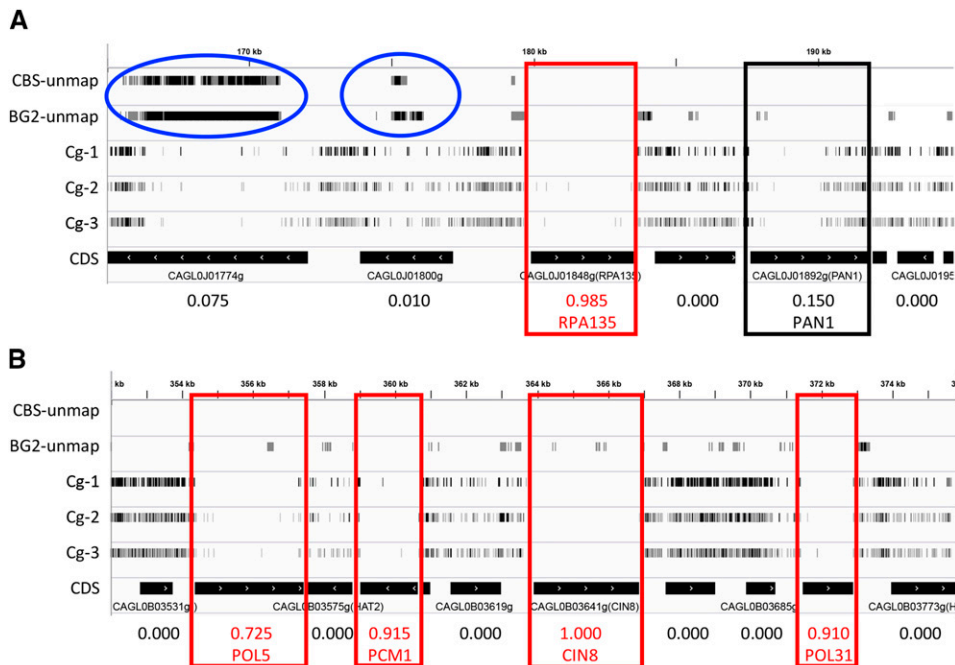 A
170 kb 180 kb 190 kb
CBS-unmap
BG2-unmap
Cg-1
Cg-2
Cg-3
CDS
CAGL0J01774g CAGL0J01800g CAGL0J01848g(RPA135) CAGL0J01892g(PAN1) CAGL0J0195
0.075 0.010 0.985 0.000 0.150 0.000
RPA135 PAN1
B
kb 354 kb 356 kb 358 kb 360 kb 362 kb 364 kb 366 kb 368 kb 370 kb 372 kb 374 kb 3
CBS-unmap
BG2-unmap
Cg-1
Cg-2
Cg-3
CDS
CAGL0B03531g() CAGL0B03575g(HAT2) CAGL0B03619g CAGL0B03641g(CIN8) CAGL0B03685g CAGL0B03773g(H
0.000 0.725 0.000 0.915 0.000 1.000 0.000 0.000 0.910 0.000
POL5 PCM1 CIN8 POL31